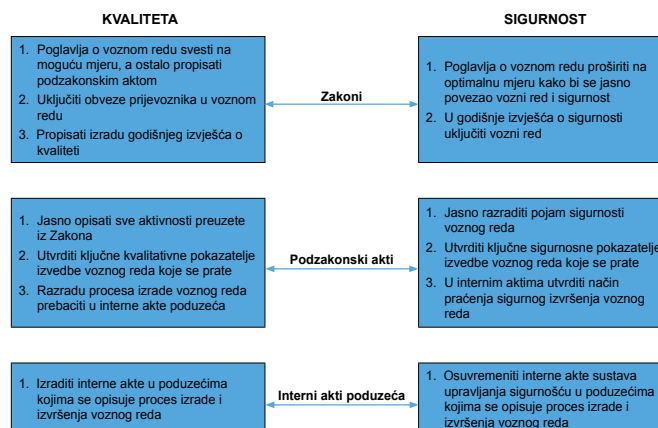 KVALITETA
SIGURNOST
1. Poglavlja o voznom redu svesti na
moguću mjeru, a ostalo propisati
podzakonskim aktom
2. Uključiti obveze prijevoznika u voznom
redu
3. Propisati izradu godišnjeg izvješća o
kvaliteti
Zakoni
1. Poglavlja o voznom redu proširiti na
optimalnu mjeru kako bi se jasno
povezao vozni red i sigurnost
2. U godišnje izvješća o sigurnosti
uključiti vozni red
1. Jasno opisati sve aktivnosti preuzete
iz Zakona
2. Utvrditi ključne kvalitativne pokazatelje
izvedbe voznog reda koje se prate
3. Razradu procesa izrade voznog reda
prebaciti u interne akte poduzeća
Podzakonski akti
1. Jasno razraditi pojam sigurnosti
voznog reda
2. Utvrditi ključne sigurnosne pokazatelje
izvedbe voznog reda koje se prate
3. U internim aktima utvrditi način
praćenja sigurnog izvršenja voznog
reda
1. Izraditi interne akte u poduzećima
kojima se opisuje proces izrade i
izvršenja voznog reda
Interni akti poduzeća
1. Osuvremeniti interne akte sustava
upravljanja sigurnošću u poduzećima
kojima se opisuje proces izrade i
izvršenja voznog reda